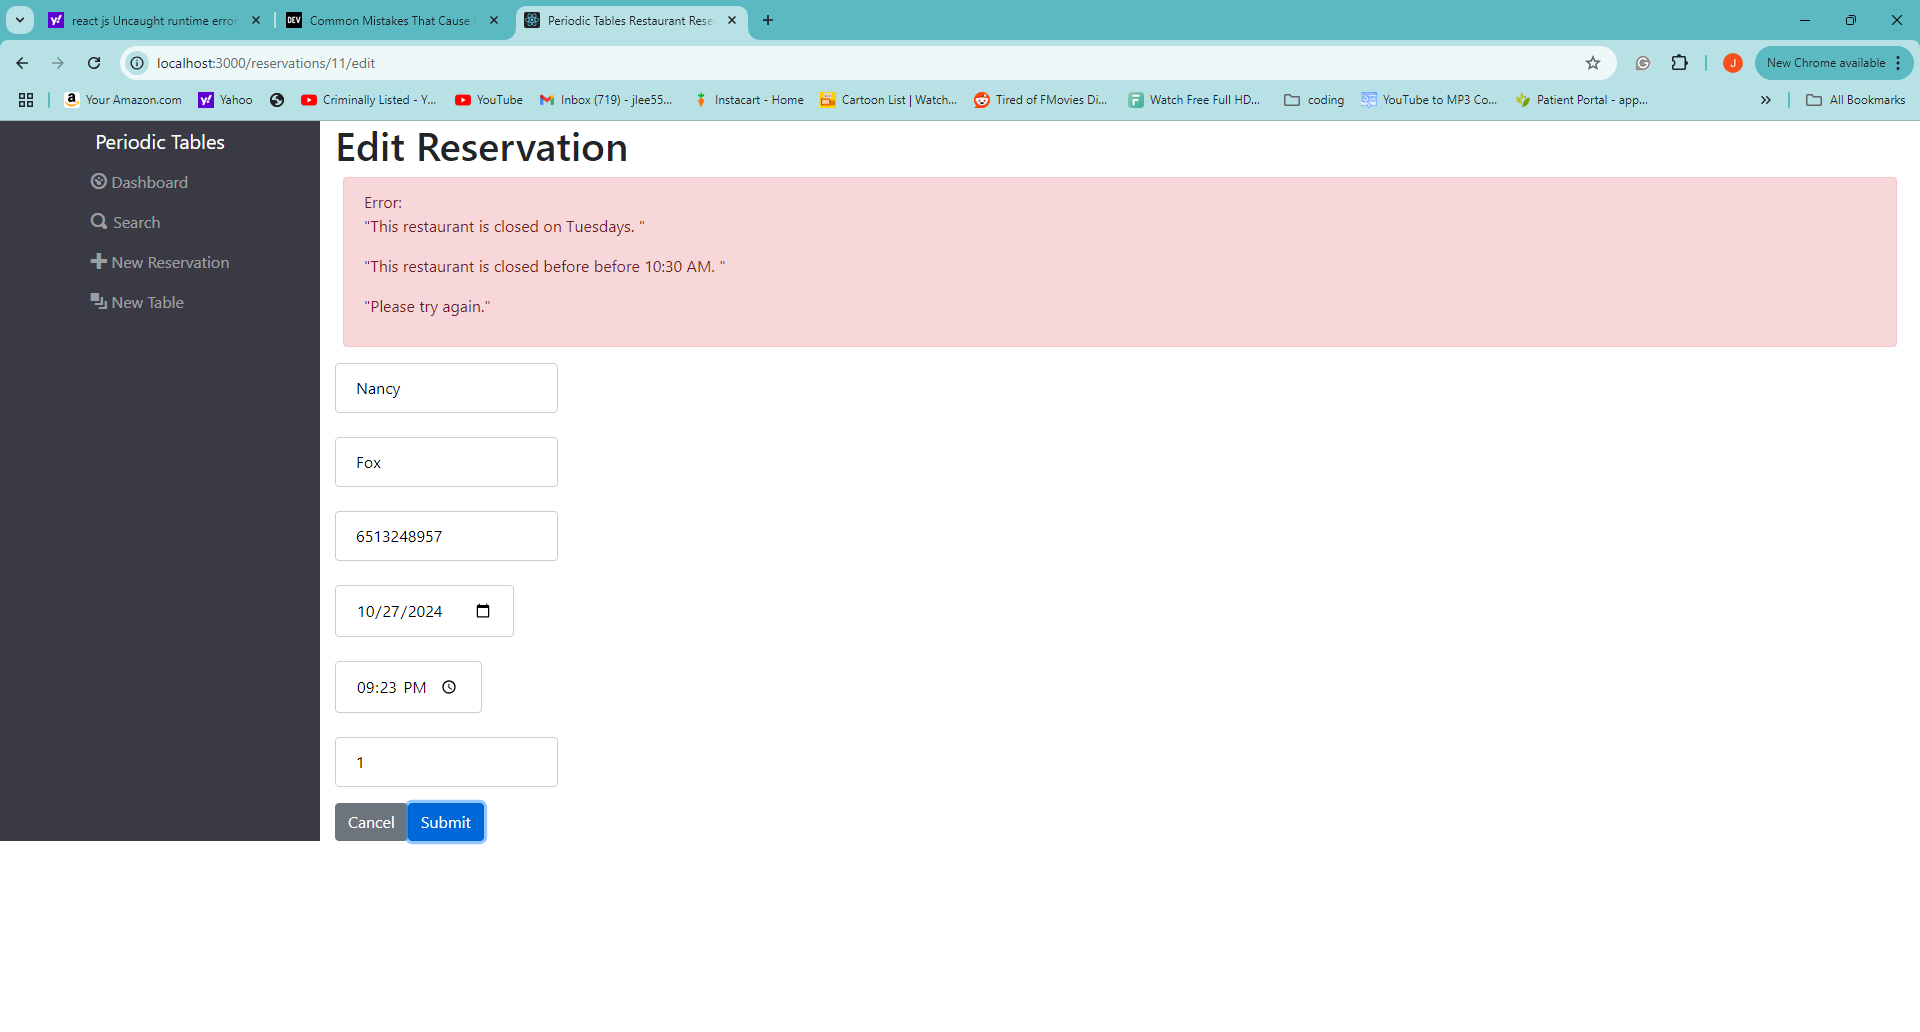 react js Uncaught runtime error
Common Mistakes That Cause
Periodic Tables Restaurant Rese
localhost:3000/reservations/11/edit
J
New Chrome available
Your Amazon.com
Yahoo
Criminally Listed - Y...
YouTube
Inbox (719) - jlee55...
Instacart - Home
Cartoon List | Watch...
Tired of FMovies Di...
Watch Free Full HD...
coding
YouTube to MP3 Co...
Patient Portal - app...
All Bookmarks
Periodic Tables
Dashboard
Search
New Reservation
New Table
Edit Reservation
Error:
"This restaurant is closed on Tuesdays. "
"This restaurant is closed before before 10:30 AM. "
"Please try again."
Nancy
Fox
6513248957
10/27/2024
09:23 PM
1
Cancel
Submit